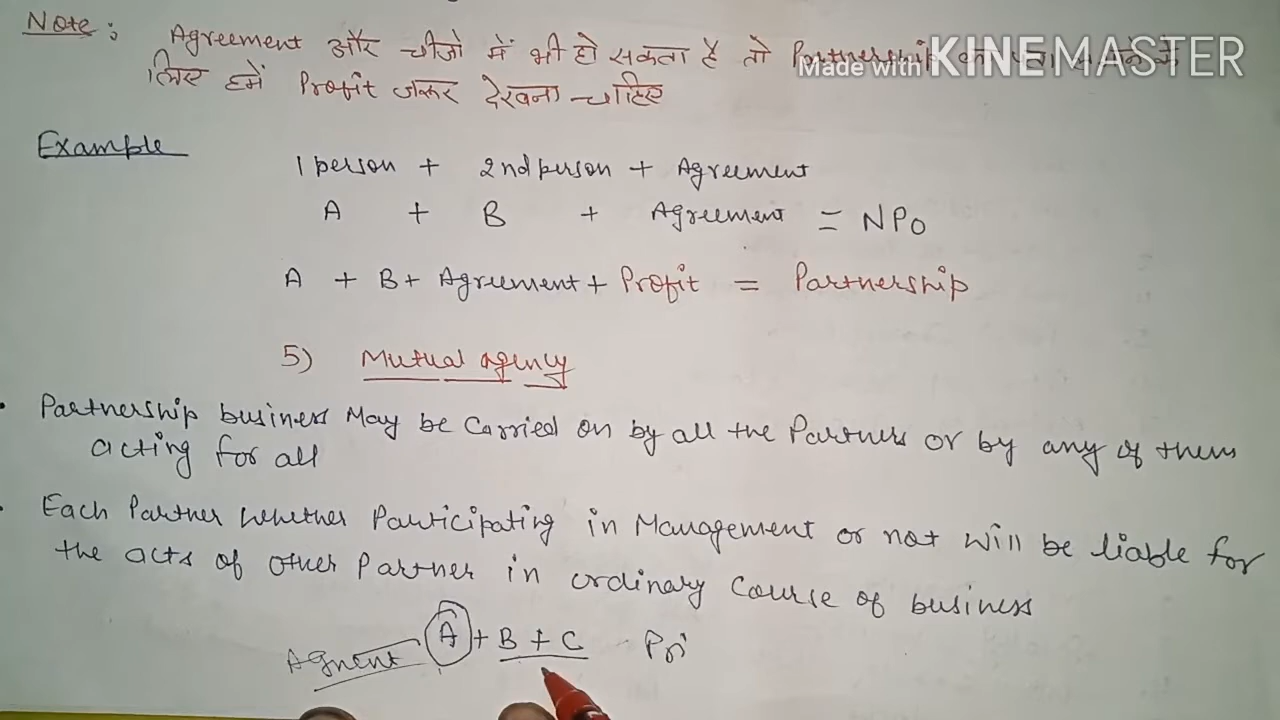 Note :
Agreement और चीजो में भी हो सकता है तो Partnership
Made with KINEMASTER
लिए हमें Profit जरूर देखना चाहिए
Example
1 person + 2nd person + Agreement
A + B + Agreement = NPO
A + B + Agreement + Profit = Partnership
5) Mutual agency
• Partnership business May be Carried on by all the Partners or by any of them
acting for all
• Each Partner whether Participating in Management or not will be liable for
the acts of other Partner in ordinary Course of business
Agnent A + B + C Pri